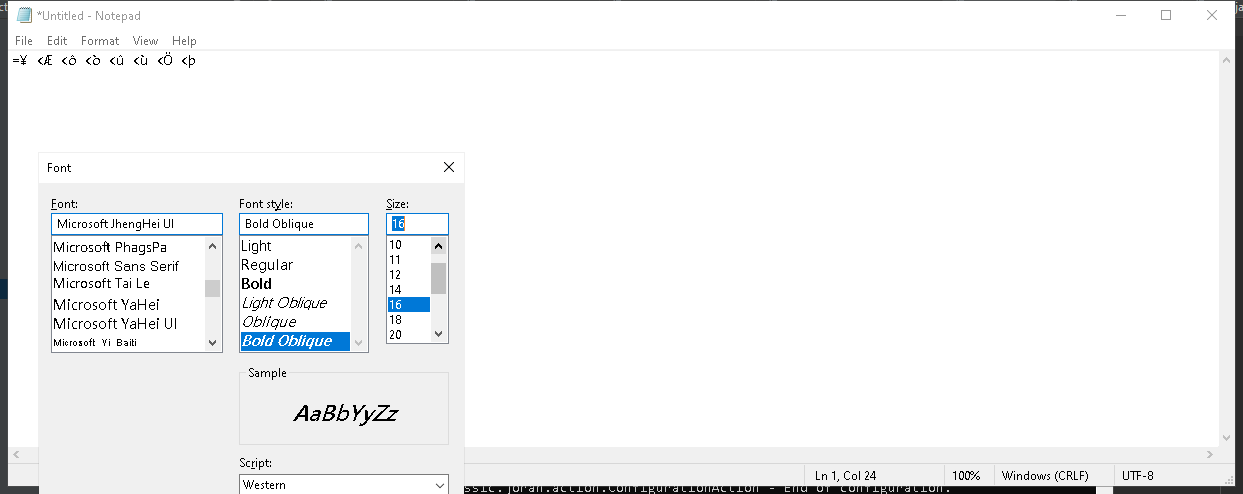 *Untitled - Notepad
File Edit Format View Help
=¥ <Æ <ô <ò <û <ù <Ö <þ
Font
Font: Font style: Size:
Microsoft JhengHei UI Bold Oblique 16
Microsoft PhagsPa Light 10
Microsoft Sans Serif Regular 11
Microsoft Tai Le Bold 12
Microsoft YaHei Light Oblique 14
Microsoft YaHei UI Oblique 16
Microsoft Yi Baiti Bold Oblique 18
20
Sample
AaBbYyZz
Script:
Western
Ln 1, Col 24 100% Windows (CRLF) UTF-8
ssic.joran.action.ConfigurationAction - End of configuration.